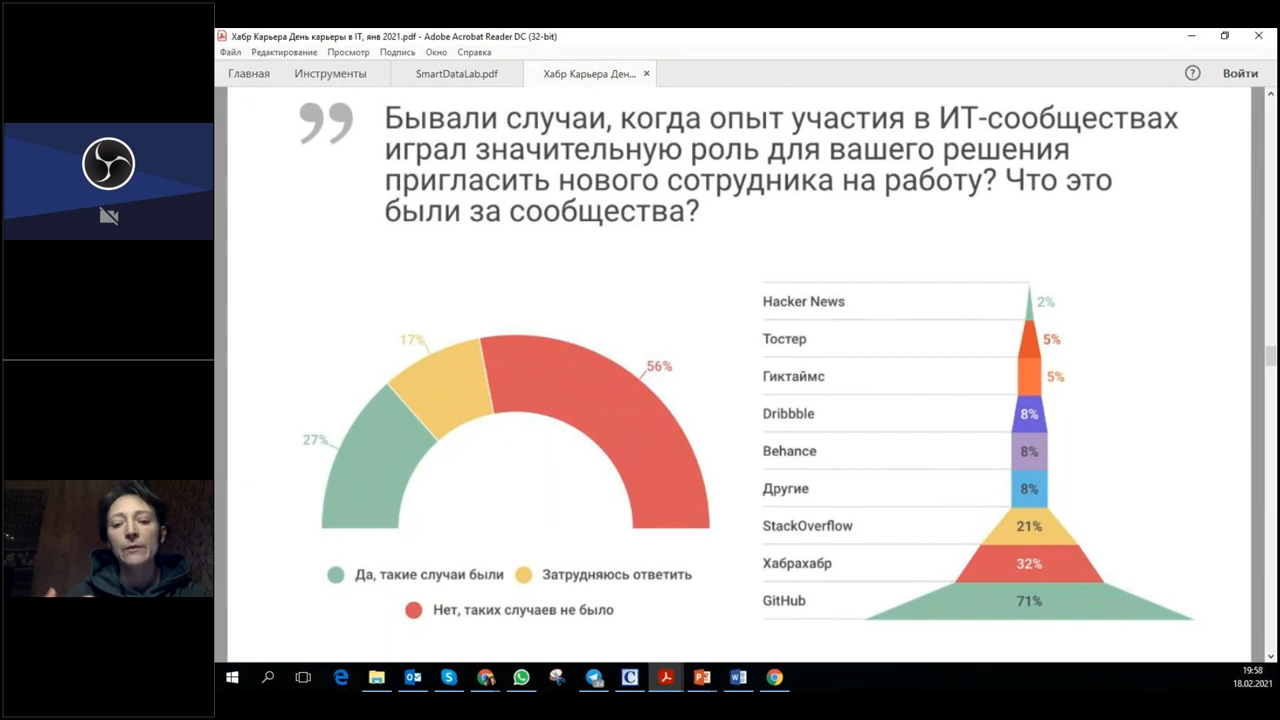 Хабр Карьера День карьеры в IT, янв 2021.pdf - Adobe Acrobat Reader DC (32-bit)
Файл Редактирование Просмотр Подпись Окно Справка
Главная Инструменты SmartDataLab.pdf Хабр Карьера Ден... × ? Войти
Бывали случаи, когда опыт участия в ИТ-сообществах
играл значительную роль для вашего решения
пригласить нового сотрудника на работу? Что это
были за сообщества?
17%
56%
27%
Да, такие случаи были
Затрудняюсь ответить
Нет, таких случаев не было
Hacker News 2%
Тостер 5%
Гиктаймс 5%
Dribbble 8%
Behance 8%
Другие 8%
StackOverflow 21%
Хабрахабр 32%
GitHub 71%
19:58
18.02.2021